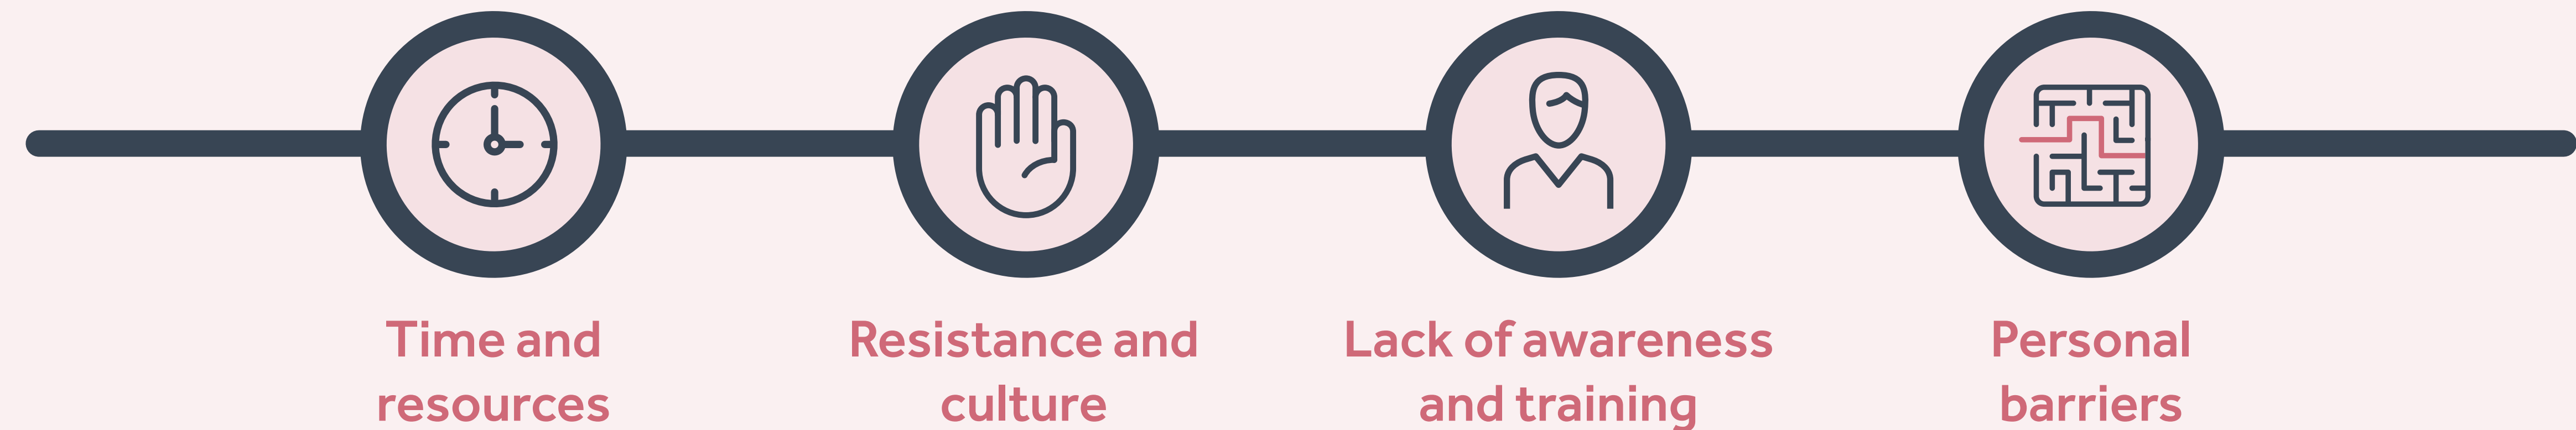 Time and
resources
Resistance and
culture
Lack of awareness
and training
Personal
barriers